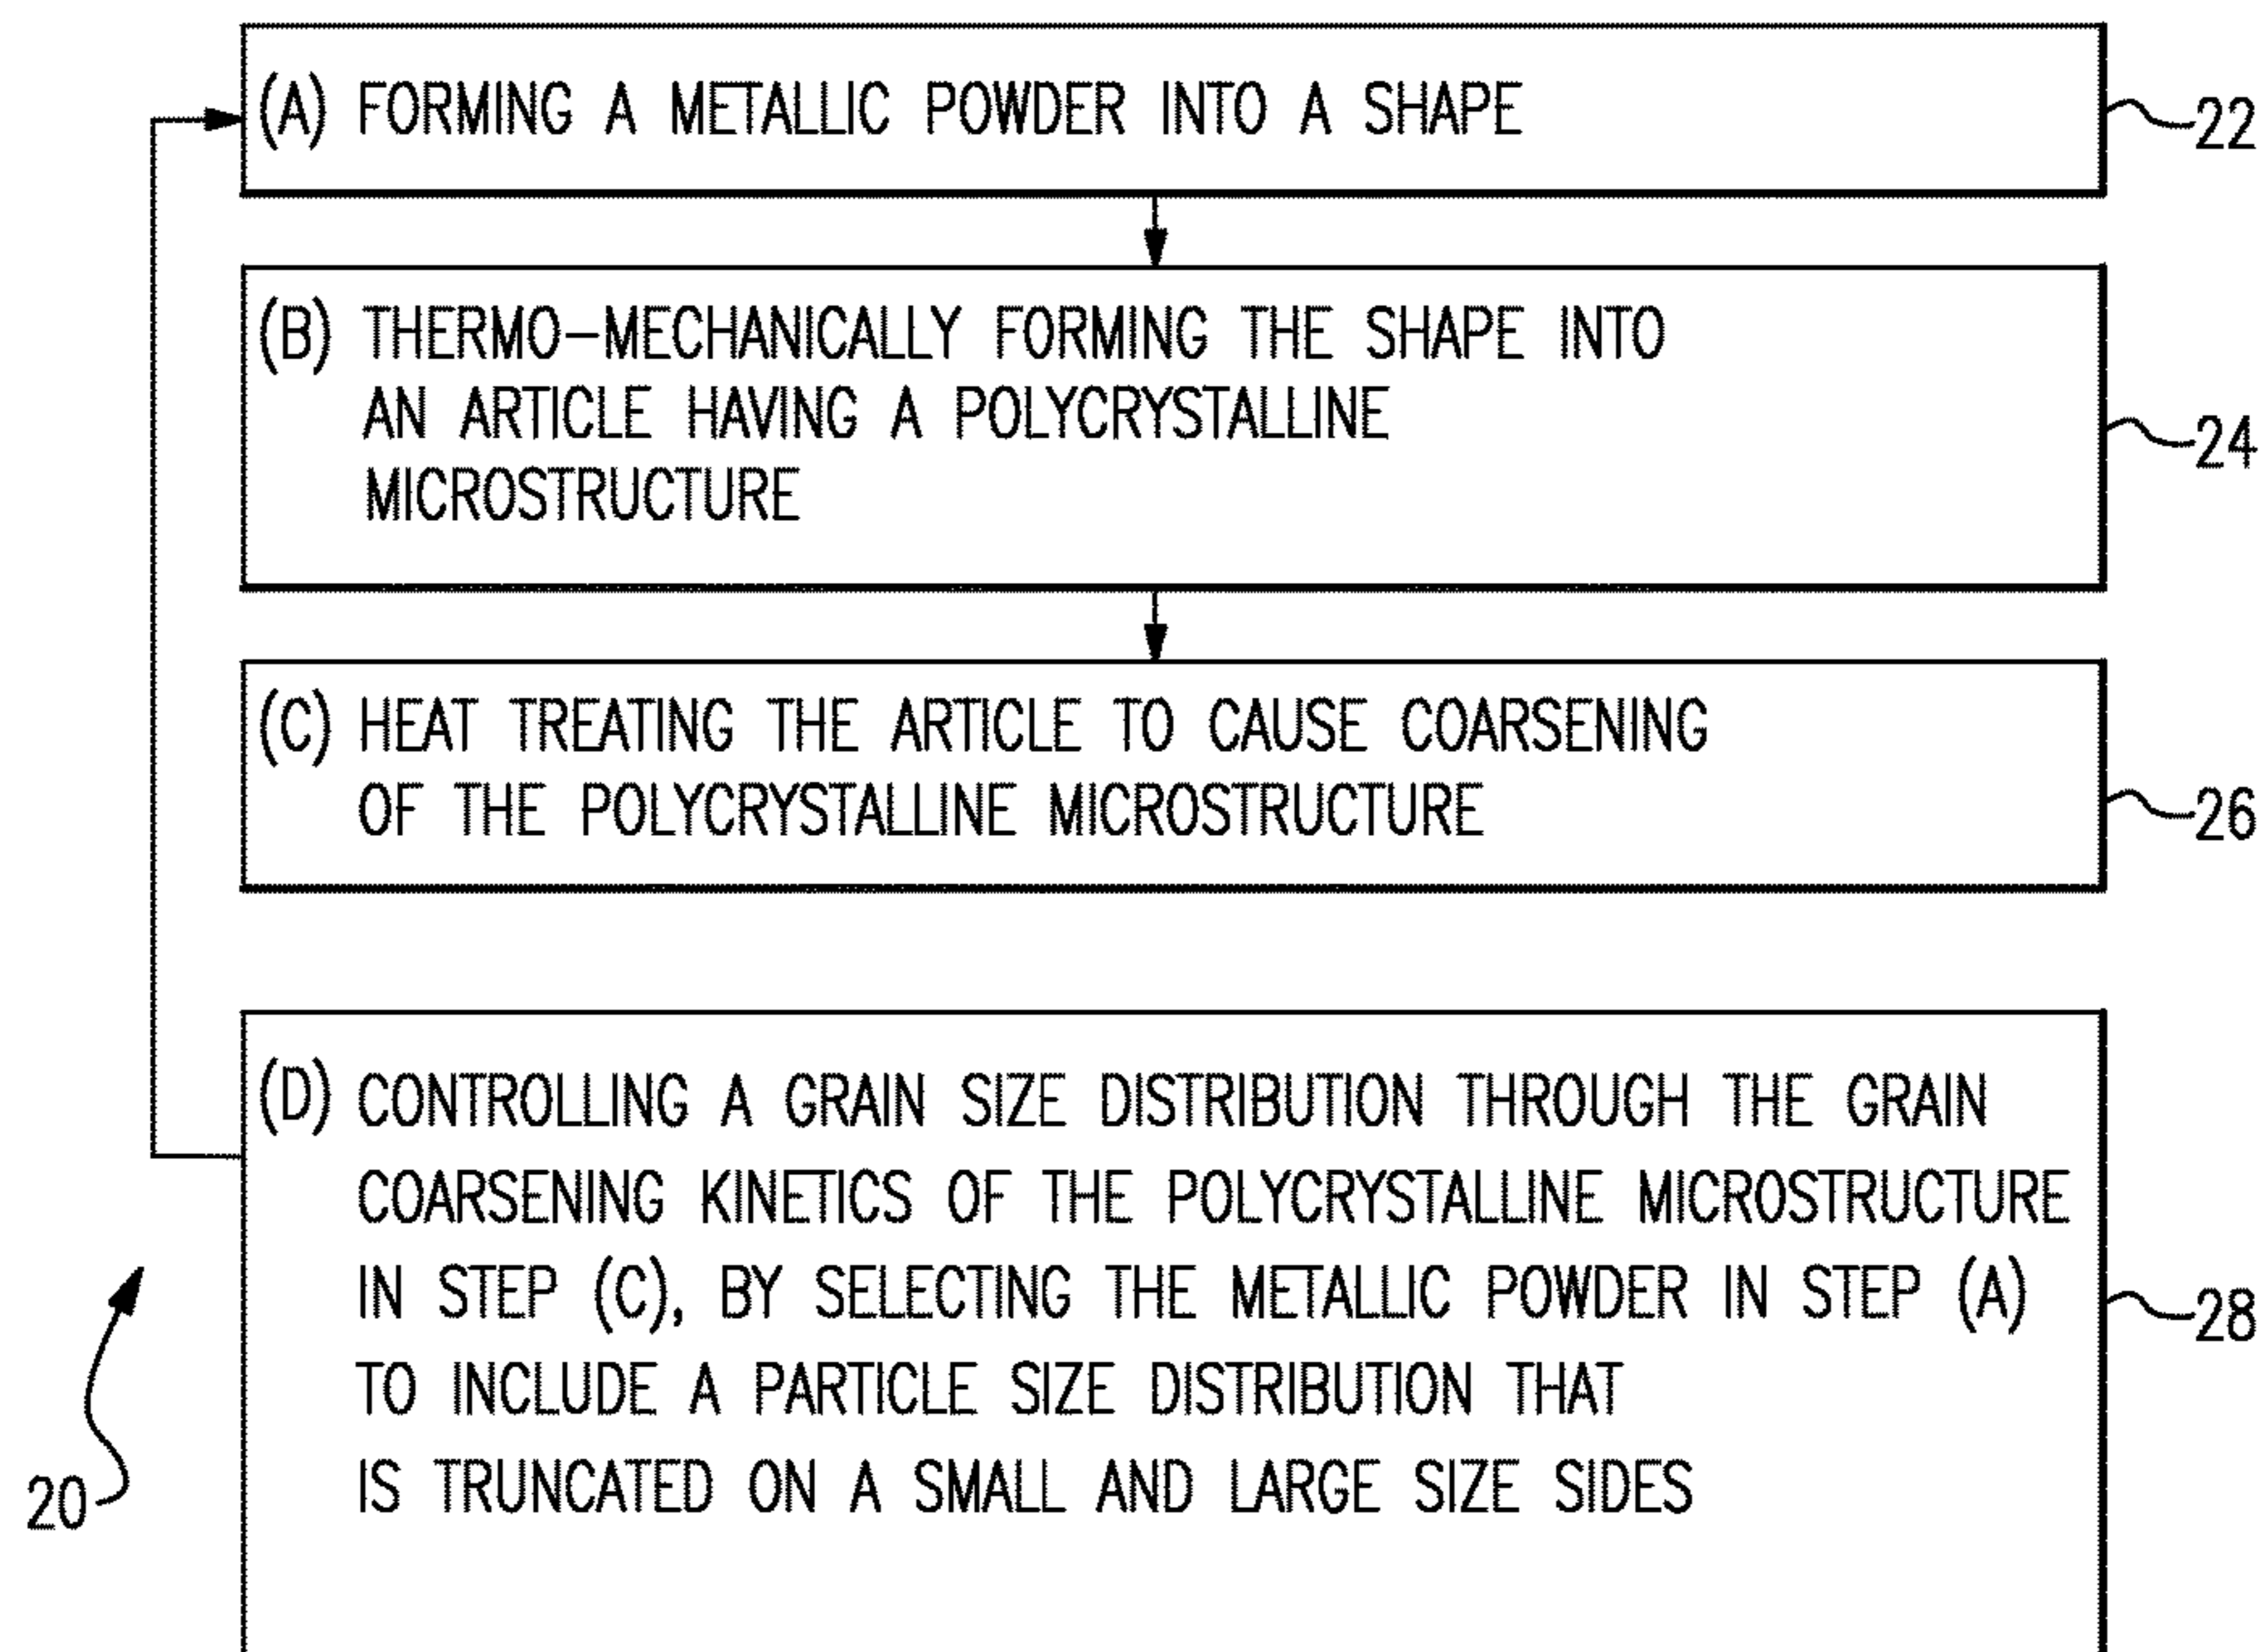 (A) FORMING A METALLIC POWDER INTO A SHAPE
22
(B) THERMO-MECHANICALLY FORMING THE SHAPE INTO
AN ARTICLE HAVING A POLYCRYSTALLINE
MICROSTRUCTURE
24
(C) HEAT TREATING THE ARTICLE TO CAUSE COARSENING
OF THE POLYCRYSTALLINE MICROSTRUCTURE
26
(D) CONTROLLING A GRAIN SIZE DISTRIBUTION THROUGH THE GRAIN
COARSENING KINETICS OF THE POLYCRYSTALLINE MICROSTRUCTURE
IN STEP (C), BY SELECTING THE METALLIC POWDER IN STEP (A)
TO INCLUDE A PARTICLE SIZE DISTRIBUTION THAT
IS TRUNCATED ON A SMALL AND LARGE SIZE SIDES
28
20